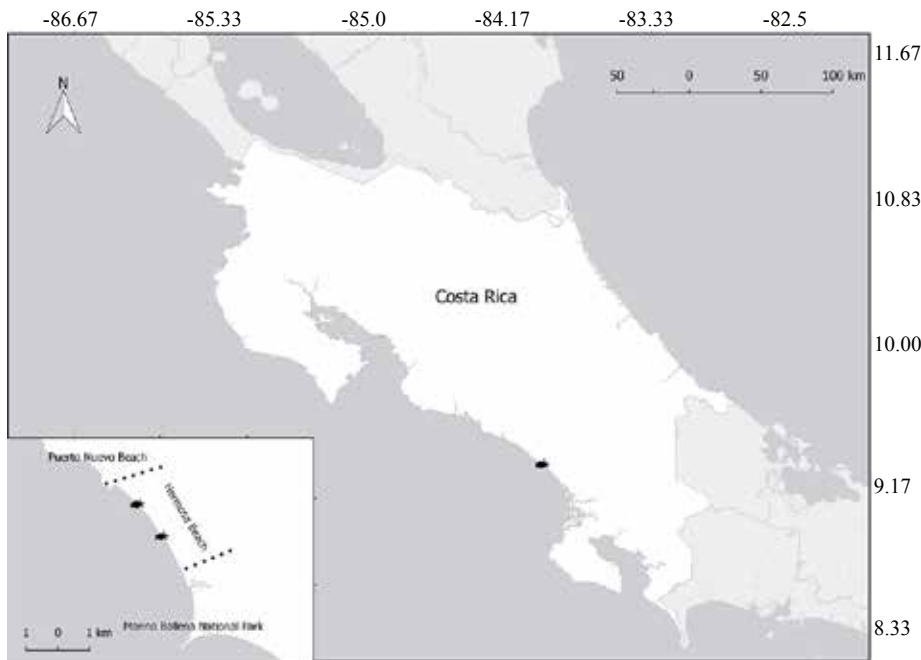 -86.67 -85.33 -85.0 -84.17 -83.33 -82.5
11.67
50 0 50 100 km
N
10.83
Costa Rica
10.00
9.17
Puerto Nuevo Beach
Hermosa Beach
Marino Ballena National Park
1 0 1 km
8.33